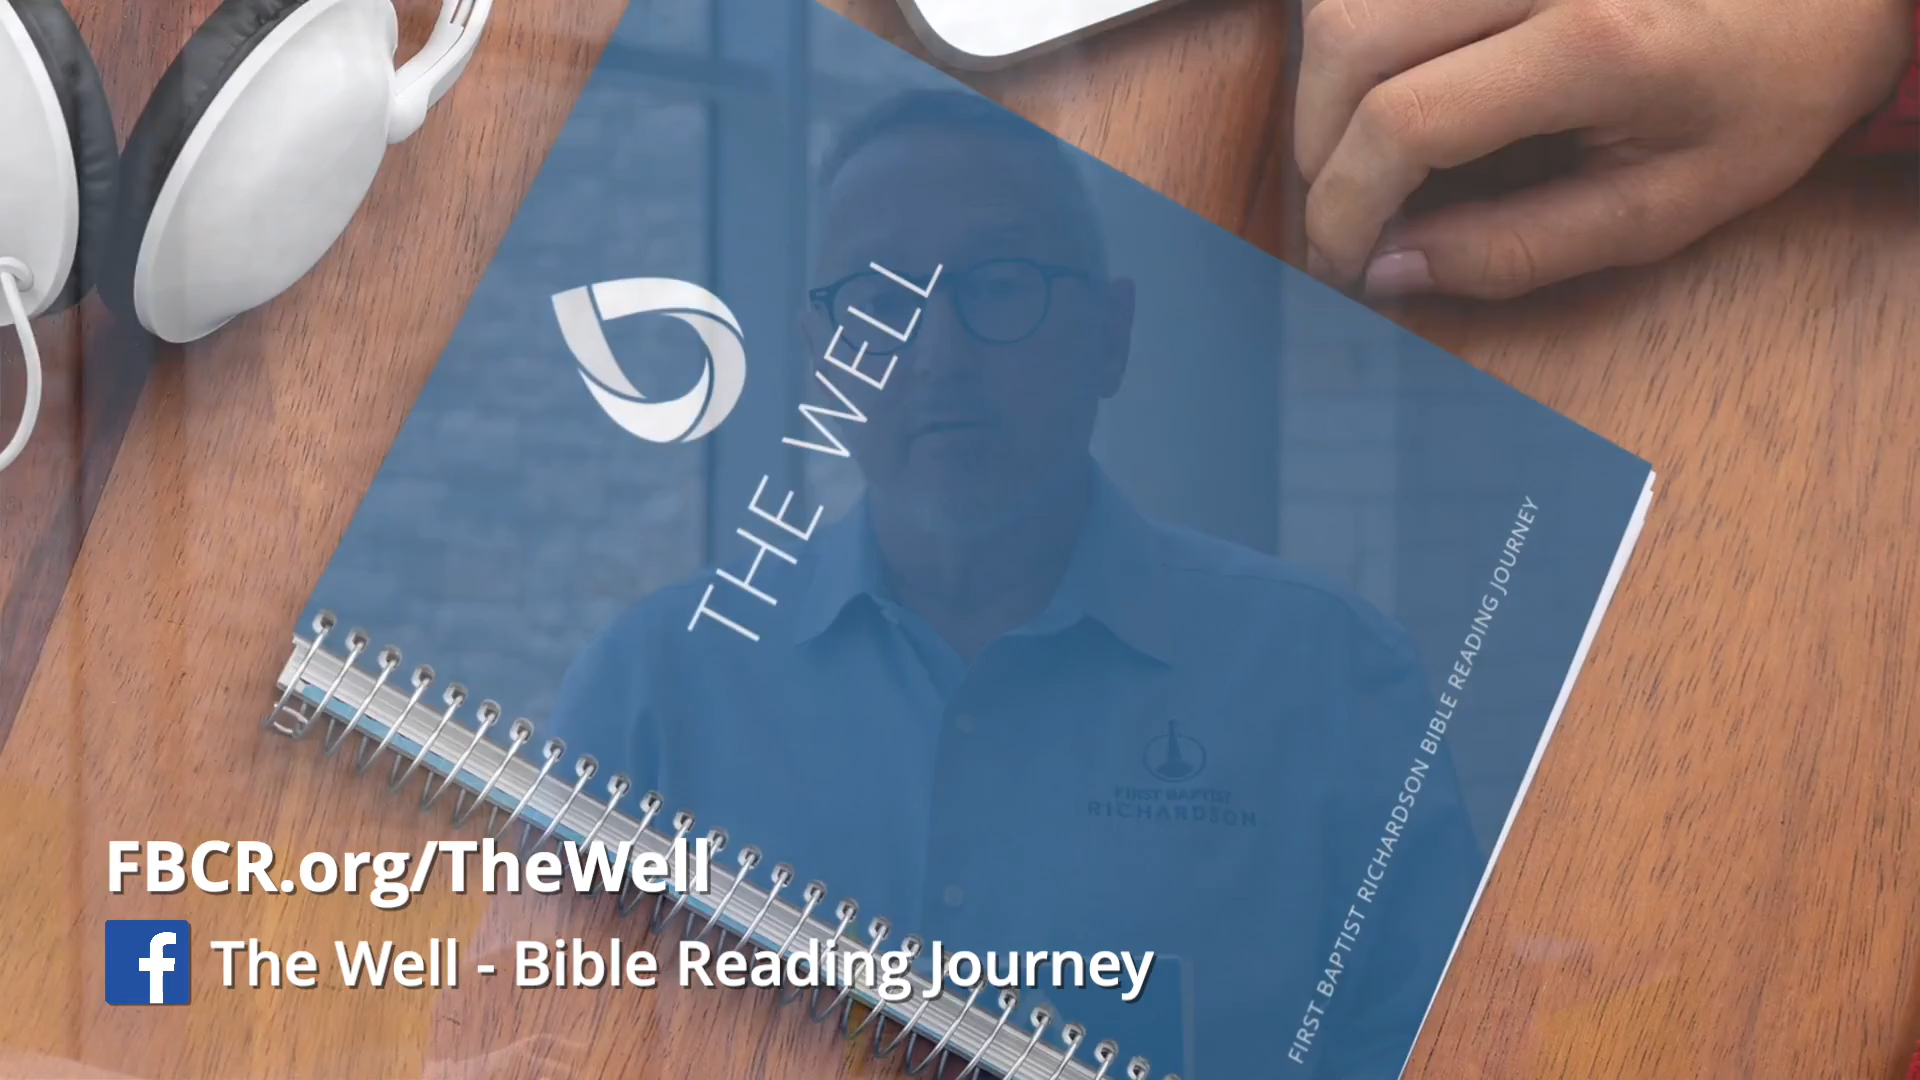 THE WELL
FIRST BAPTIST RICHARDSON BIBLE READING JOURNEY
FIRST BAPTIST
RICHARDSON
FBCR.org/TheWell
f The Well - Bible Reading Journey